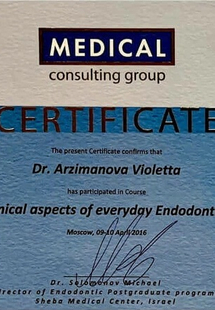 MEDICAL
consulting group
CERTIFICATE
The present Certificate confirms that
Dr. Arzimanova Violetta
has participated in Course
nical aspects of everyday Endodont
Moscow, 09-10 April 2016
Dr. Solomonov Michael
Director of Endodontic Postgraduate program
Sheba Medical Center, Israel